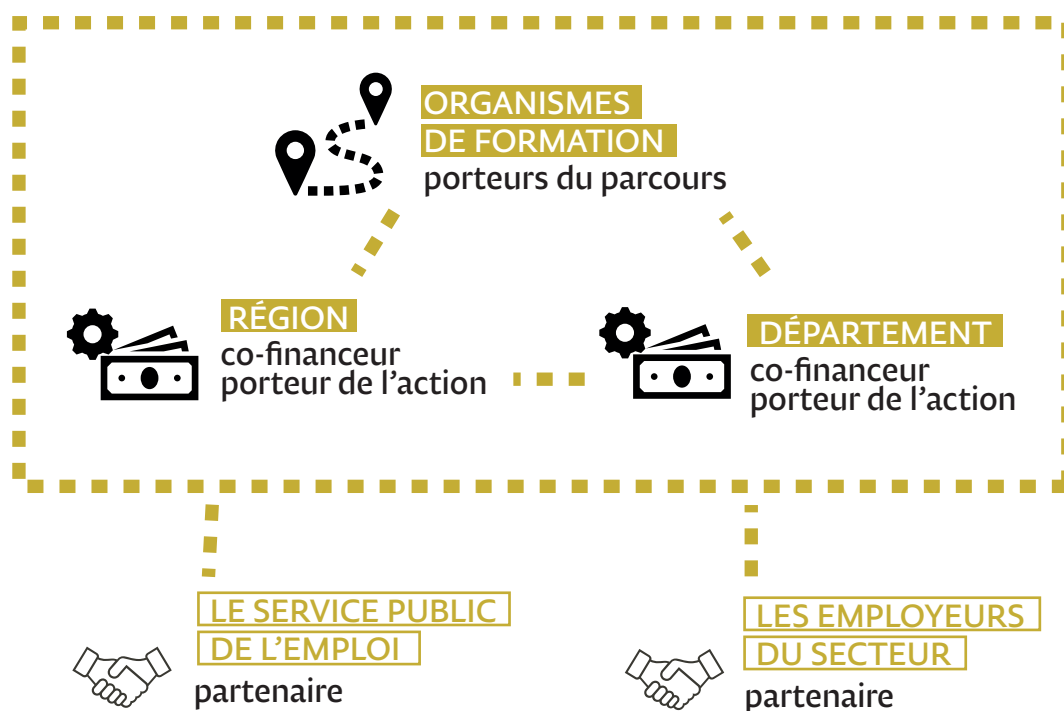 ORGANISMES
DE FORMATION
porteurs du parcours
RÉGION
co-financeur
porteur de l’action
DÉPARTEMENT
co-financeur
porteur de l’action
LE SERVICE PUBLIC
DE L’EMPLOI
partenaire
LES EMPLOYEURS
DU SECTEUR
partenaire